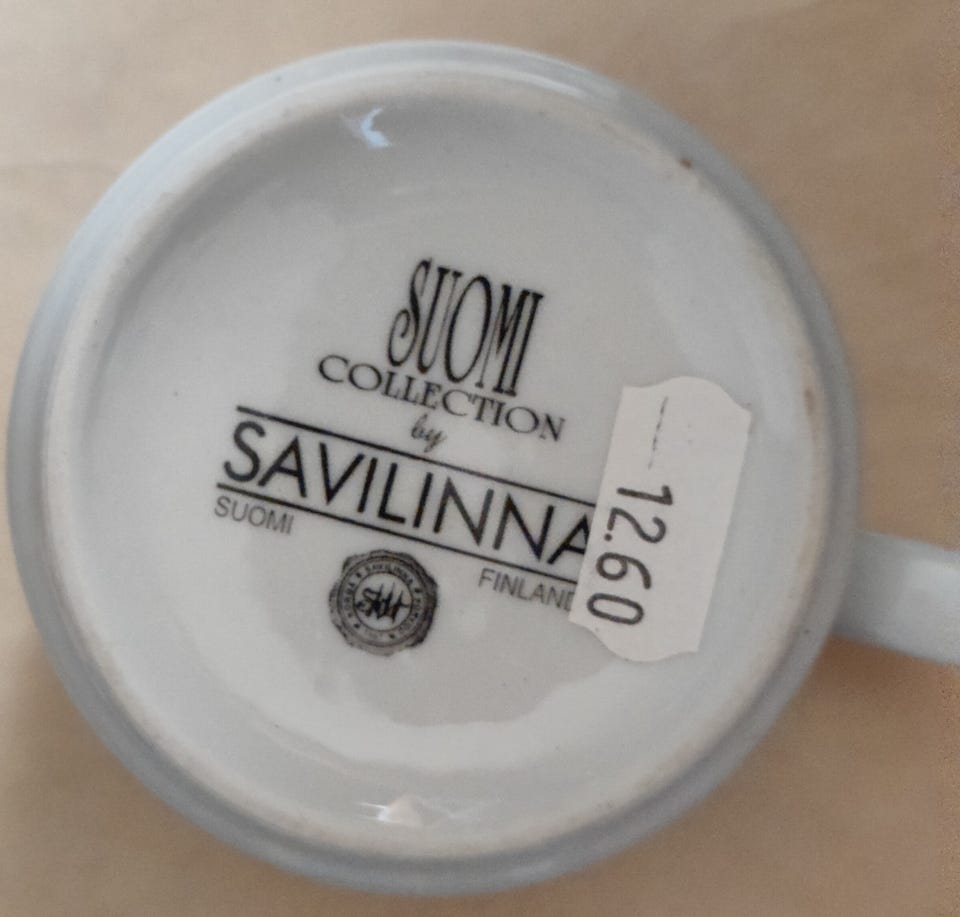 SUOMI
COLLECTION
by
SAVILINNA
SUOMI FINLAND
12.60